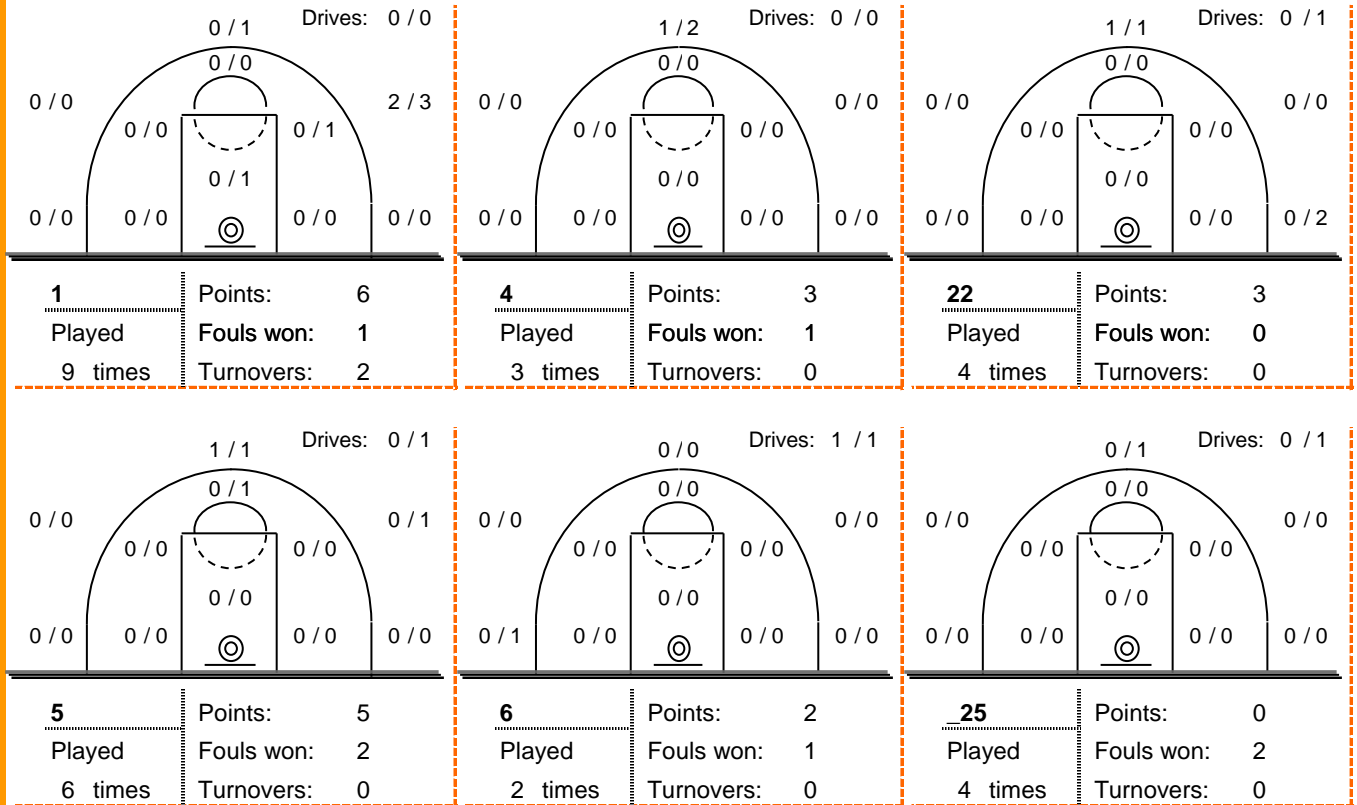 0 / 1 Drives: 0 / 0
0 / 0
0 / 0 2 / 3
0 / 0 0 / 1
0 / 1
0 / 0 0 / 0 0 / 0 0 / 0
1 Points: 6
Played Fouls won: 1
9 times Turnovers: 2
1 / 2 Drives: 0 / 0
0 / 0
0 / 0 0 / 0
0 / 0 0 / 0
0 / 0
0 / 0 0 / 0 0 / 0 0 / 0
4 Points: 3
Played Fouls won: 1
3 times Turnovers: 0
1 / 1 Drives: 0 / 1
0 / 0
0 / 0 0 / 0
0 / 0 0 / 0
0 / 0
0 / 0 0 / 0 0 / 0 0 / 2
22 Points: 3
Played Fouls won: 0
4 times Turnovers: 0
1 / 1 Drives: 0 / 1
0 / 1
0 / 0 0 / 1
0 / 0 0 / 0
0 / 0
0 / 0 0 / 0 0 / 0 0 / 0
5 Points: 5
Played Fouls won: 2
6 times Turnovers: 0
0 / 0 Drives: 1 / 1
0 / 0
0 / 0 0 / 0
0 / 0 0 / 0
0 / 0
0 / 1 0 / 0 0 / 0 0 / 0
6 Points: 2
Played Fouls won: 1
2 times Turnovers: 0
0 / 1 Drives: 0 / 1
0 / 0
0 / 0 0 / 0
0 / 0 0 / 0
0 / 0
0 / 0 0 / 0 0 / 0 0 / 0
_25 Points: 0
Played Fouls won: 2
4 times Turnovers: 0